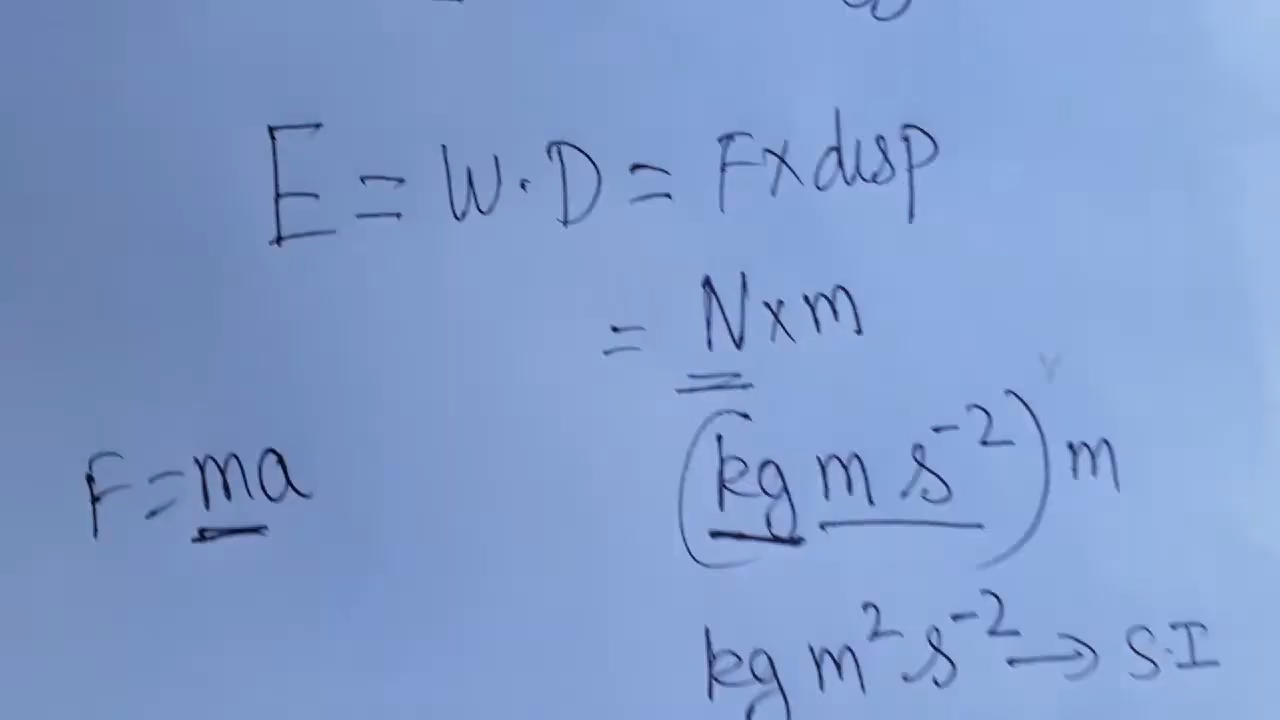 E = W.D = F x disp
= N x m
F = ma
(kg m s⁻²) m
kg m² s⁻² → S.I